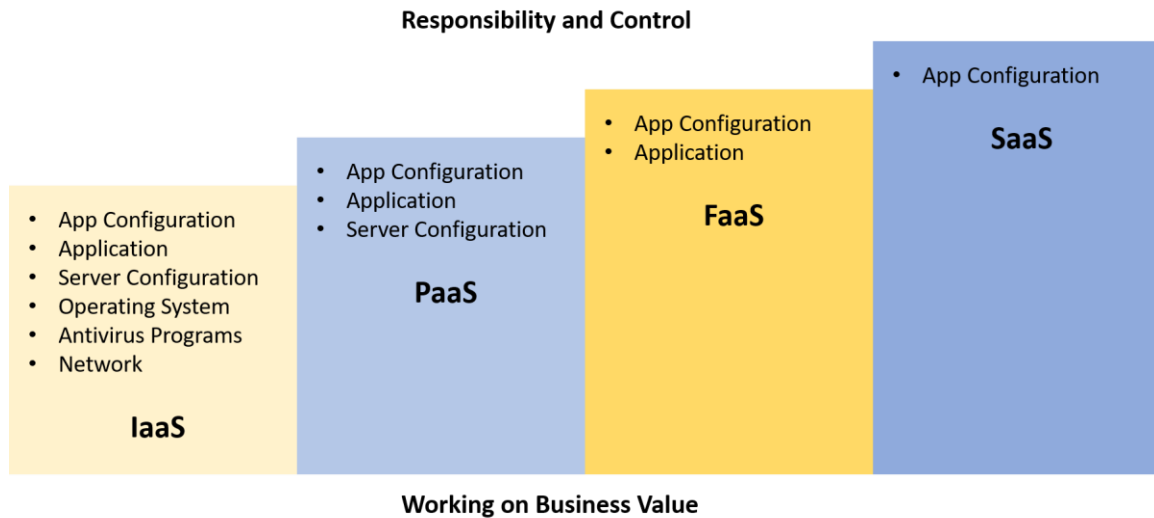 Responsibility and Control
• App Configuration
• Application
• Server Configuration
• Operating System
• Antivirus Programs
• Network
IaaS
• App Configuration
• Application
• Server Configuration
PaaS
• App Configuration
• Application
FaaS
• App Configuration
SaaS
Working on Business Value